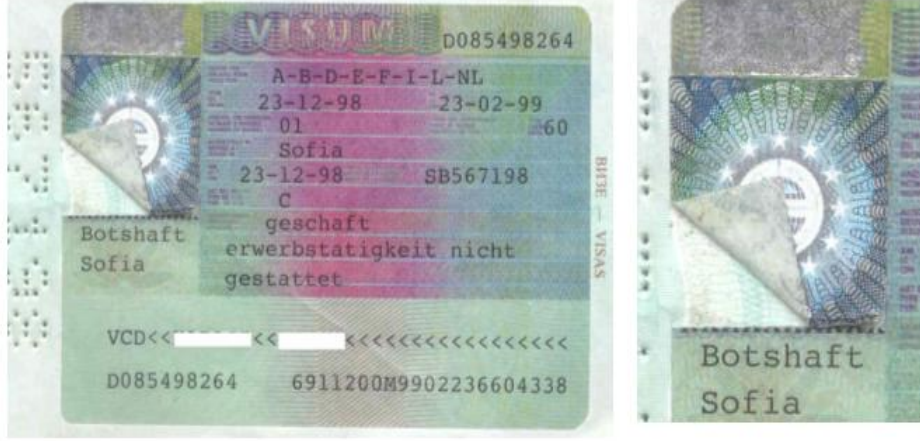 VISUM
D085498264
A-B-D-E-F-I-L-NL
23-12-98 23-02-99
01 60
Sofia
23-12-98 SB567198
C
geschaft
erwerbstatigkeit nicht
gestattet
Botshaft
Sofia
ВИЗЕ – VISAS
VCD<< << <<<<<<<<<<<<<<<<<<
D085498264 6911200M9902236604338
Botshaft
Sofia